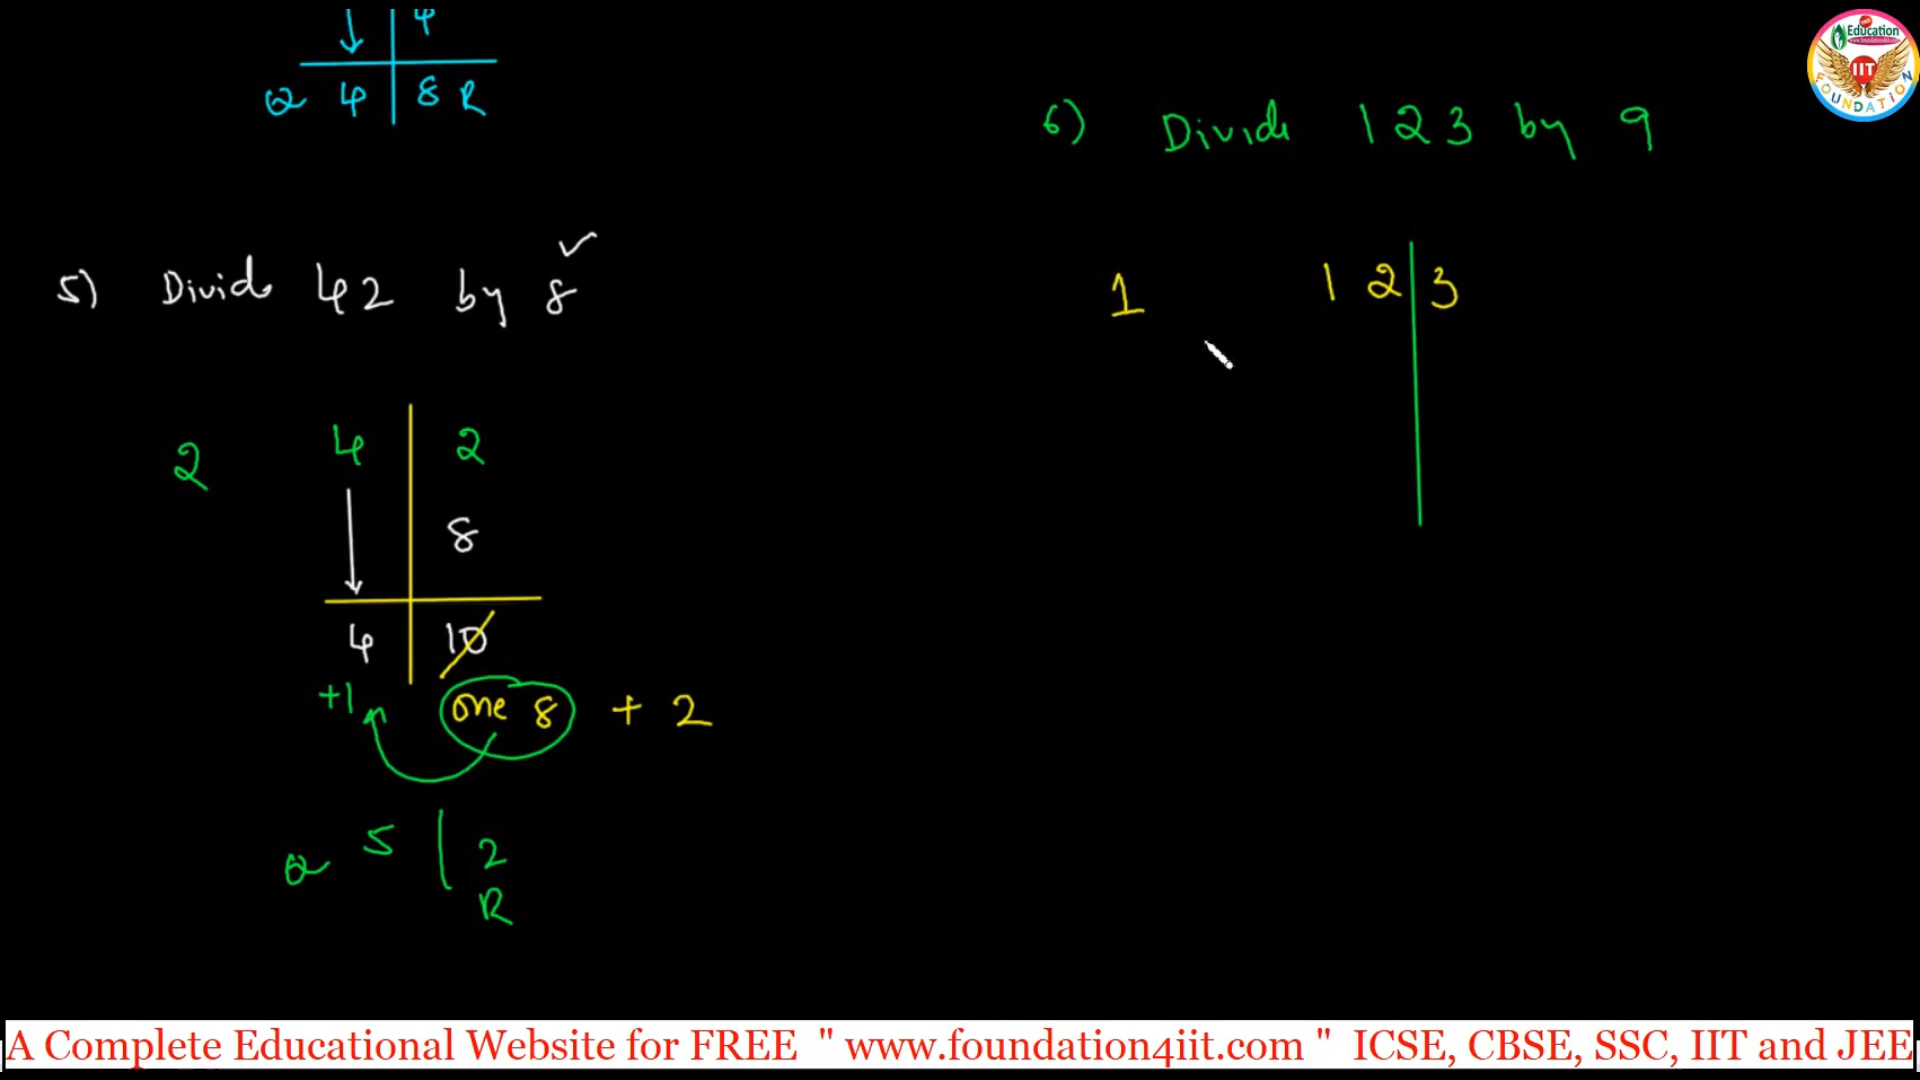 4
Q 4 8 R
5) Divide 42 by 8
2 4 2
8
4 10
+1 one 8 + 2
Q 5 2
R
6) Divide 123 by 9
1 1 2 3
Education
IIT
FOUNDATION
A Complete Educational Website for FREE " www.foundation4iit.com " ICSE, CBSE, SSC, IIT and JEE